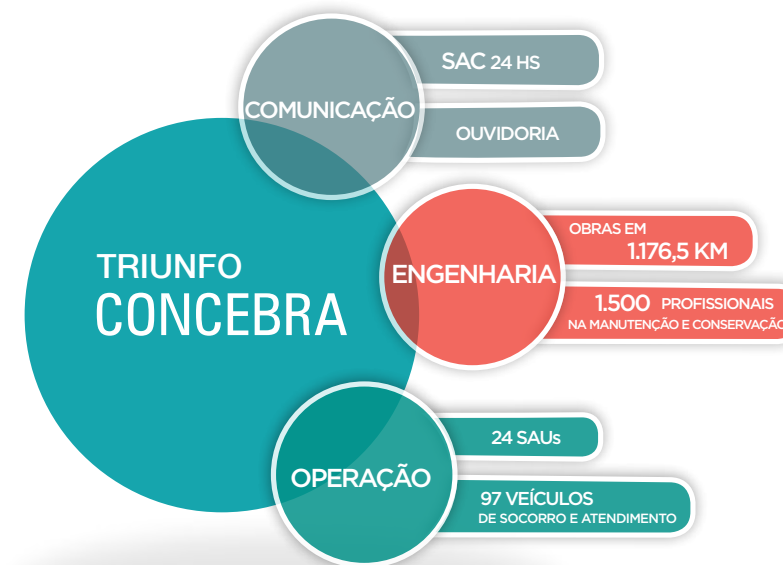 SAC 24 HS
COMUNICAÇÃO
OUVIDORIA
TRIUNFO
CONCEBRA
ENGENHARIA
OBRAS EM
1.176,5 KM
1.500 PROFISSIONAIS
NA MANUTENÇÃO E CONSERVAÇÃO
OPERAÇÃO
24 SAUs
97 VEÍCULOS
DE SOCORRO E ATENDIMENTO